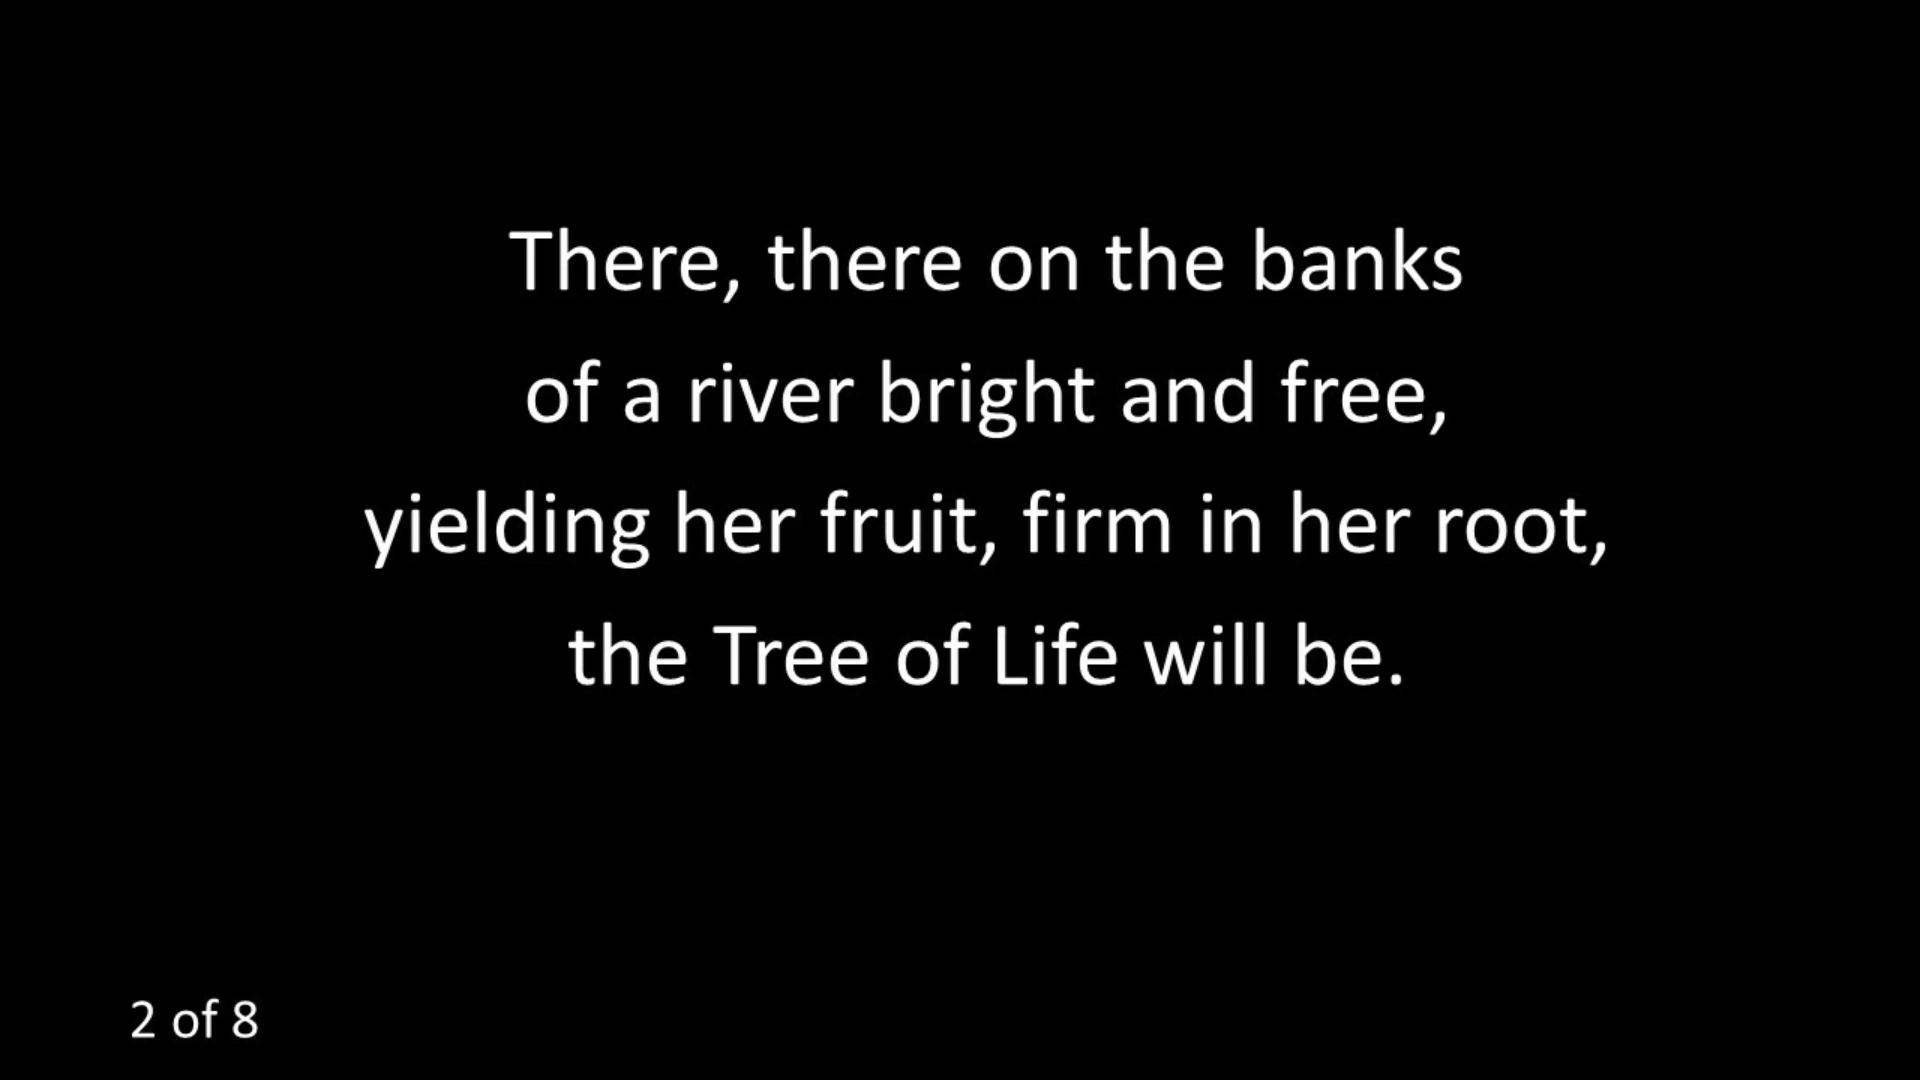 There, there on the banks
of a river bright and free,
yielding her fruit, firm in her root,
the Tree of Life will be.
2 of 8